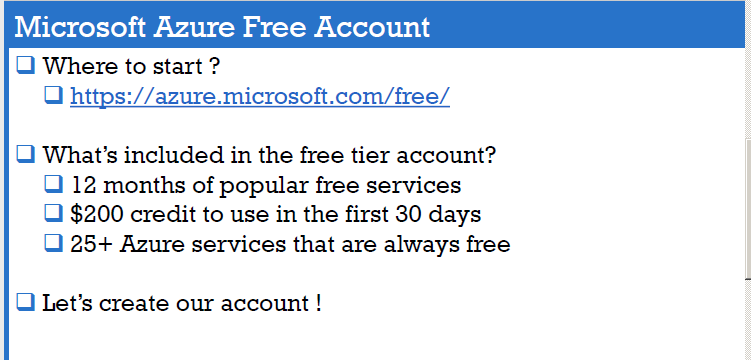 Microsoft Azure Free Account
Where to start ?
https://azure.microsoft.com/free/
What's included in the free tier account?
12 months of popular free services
$200 credit to use in the first 30 days
25+ Azure services that are always free
Let's create our account !